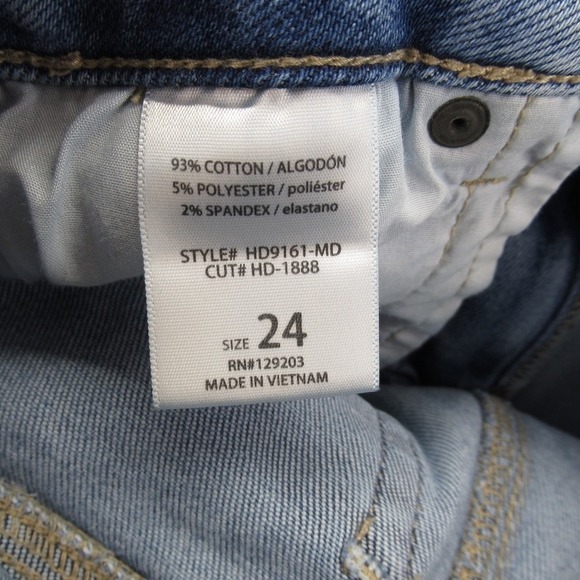 93% COTTON / ALGODÓN
5% POLYESTER / poliéster
2% SPANDEX / elastano
STYLE# HD9161-MD
CUT# HD-1888
SIZE 24
RN#129203
MADE IN VIETNAM